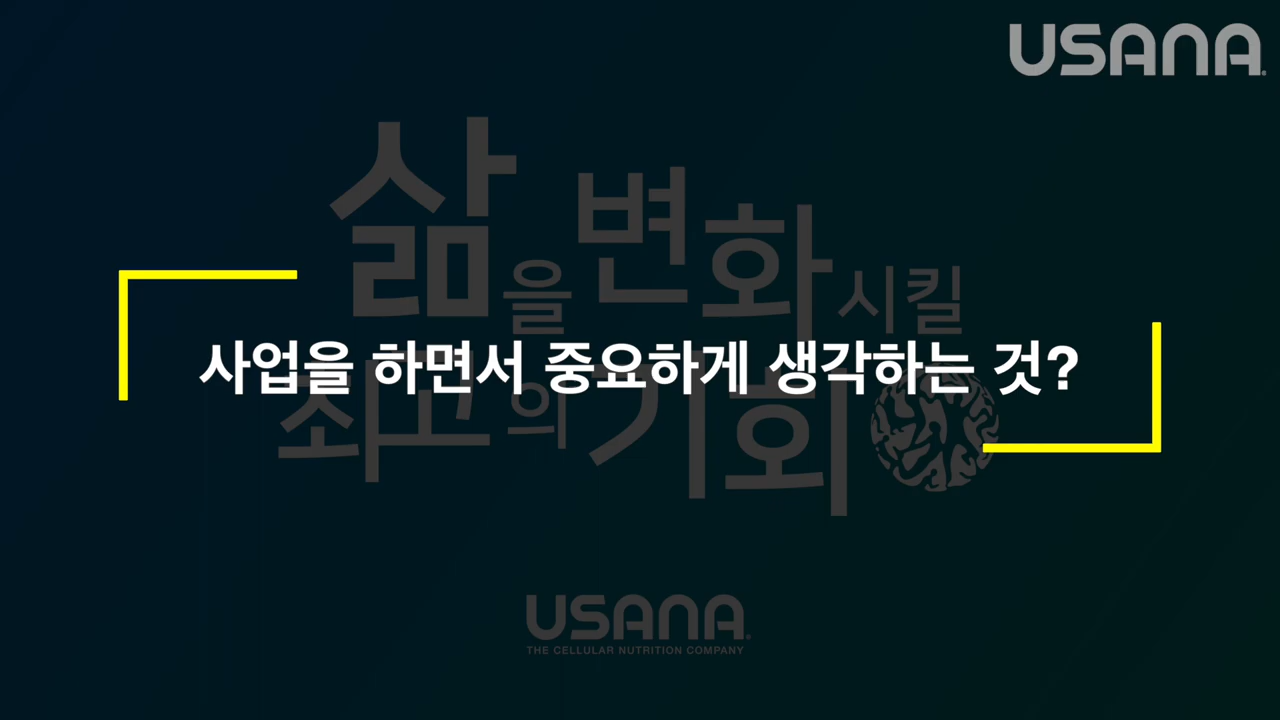 USANA
삶을 변화시킬
사업을 하면서 중요하게 생각하는 것?
최고의 기회
USANA
THE CELLULAR NUTRITION COMPANY